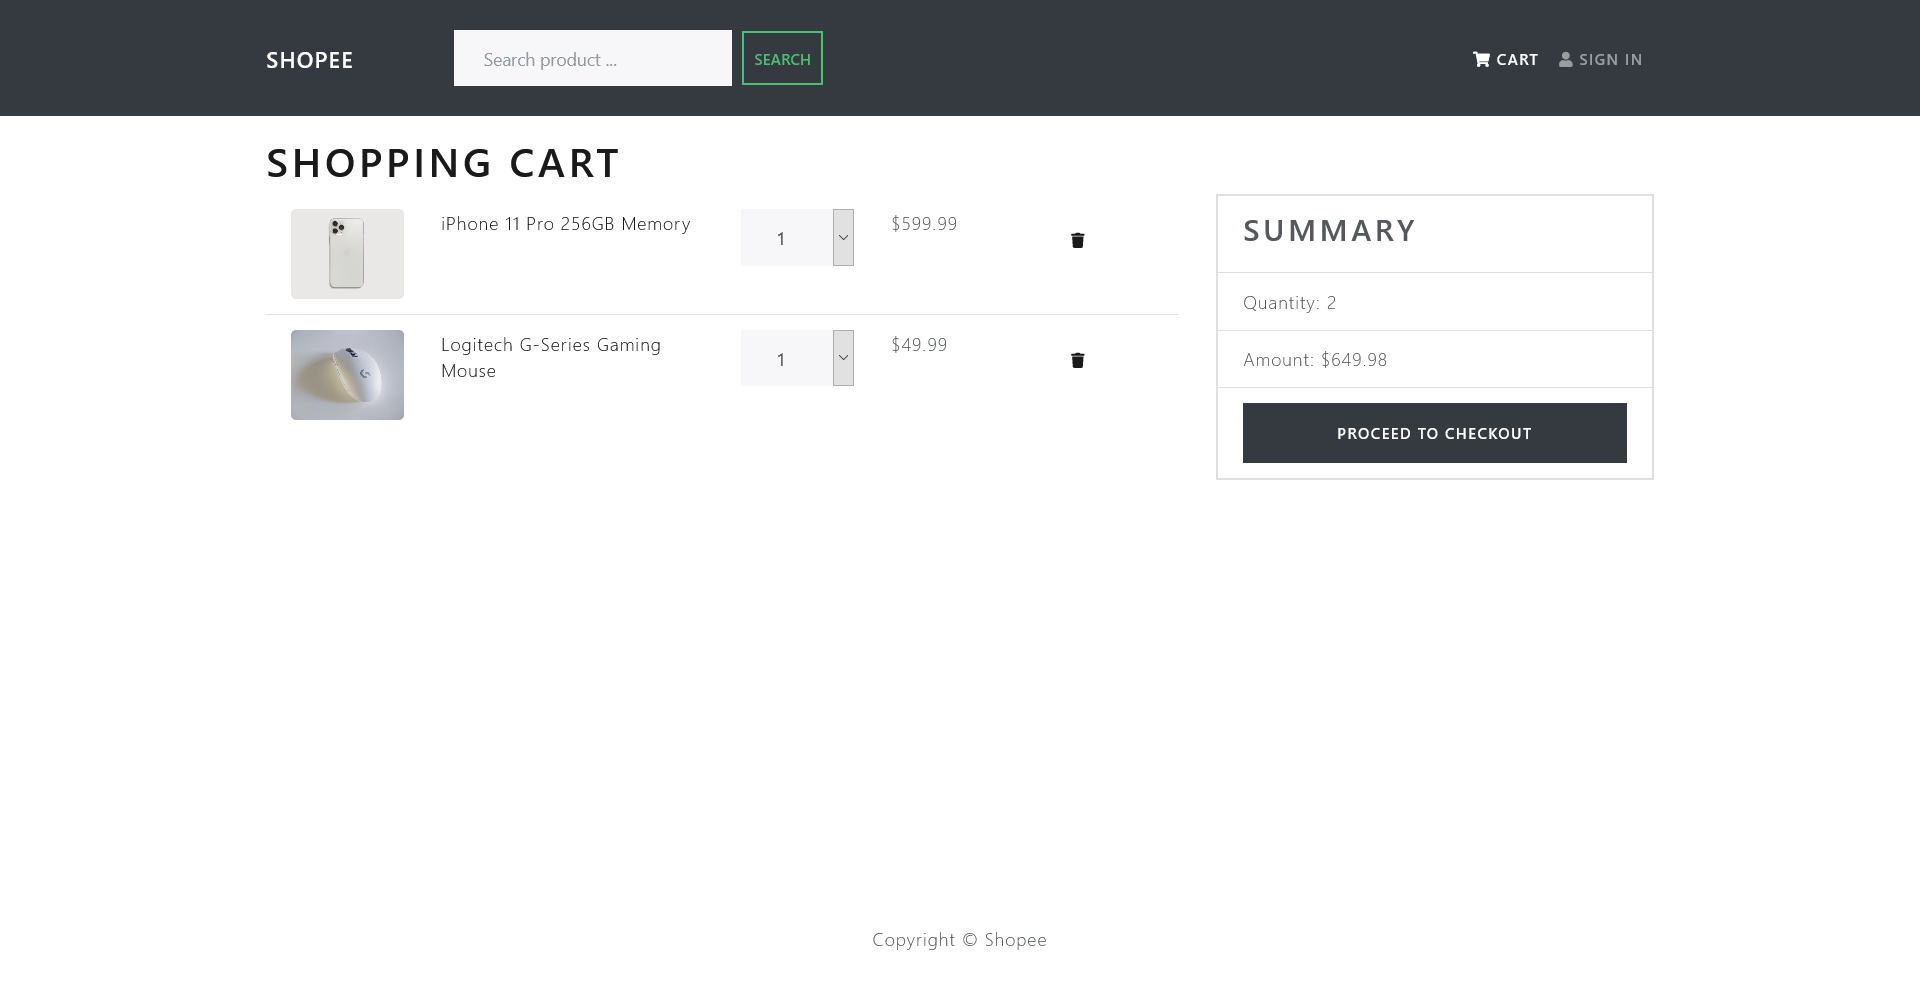 SHOPEE
Search product ...
SEARCH
CART
SIGN IN
SHOPPING CART
iPhone 11 Pro 256GB Memory
1
$599.99
Logitech G-Series Gaming
Mouse
1
$49.99
SUMMARY
Quantity: 2
Amount: $649.98
PROCEED TO CHECKOUT
Copyright © Shopee